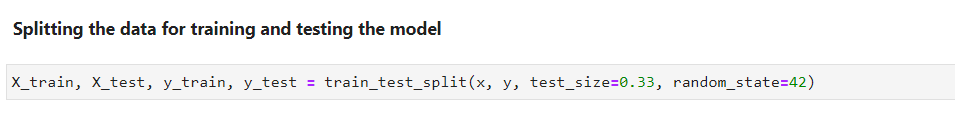 Splitting the data for training and testing the model
X_train, X_test, y_train, y_test = train_test_split(x, y, test_size=0.33, random_state=42)